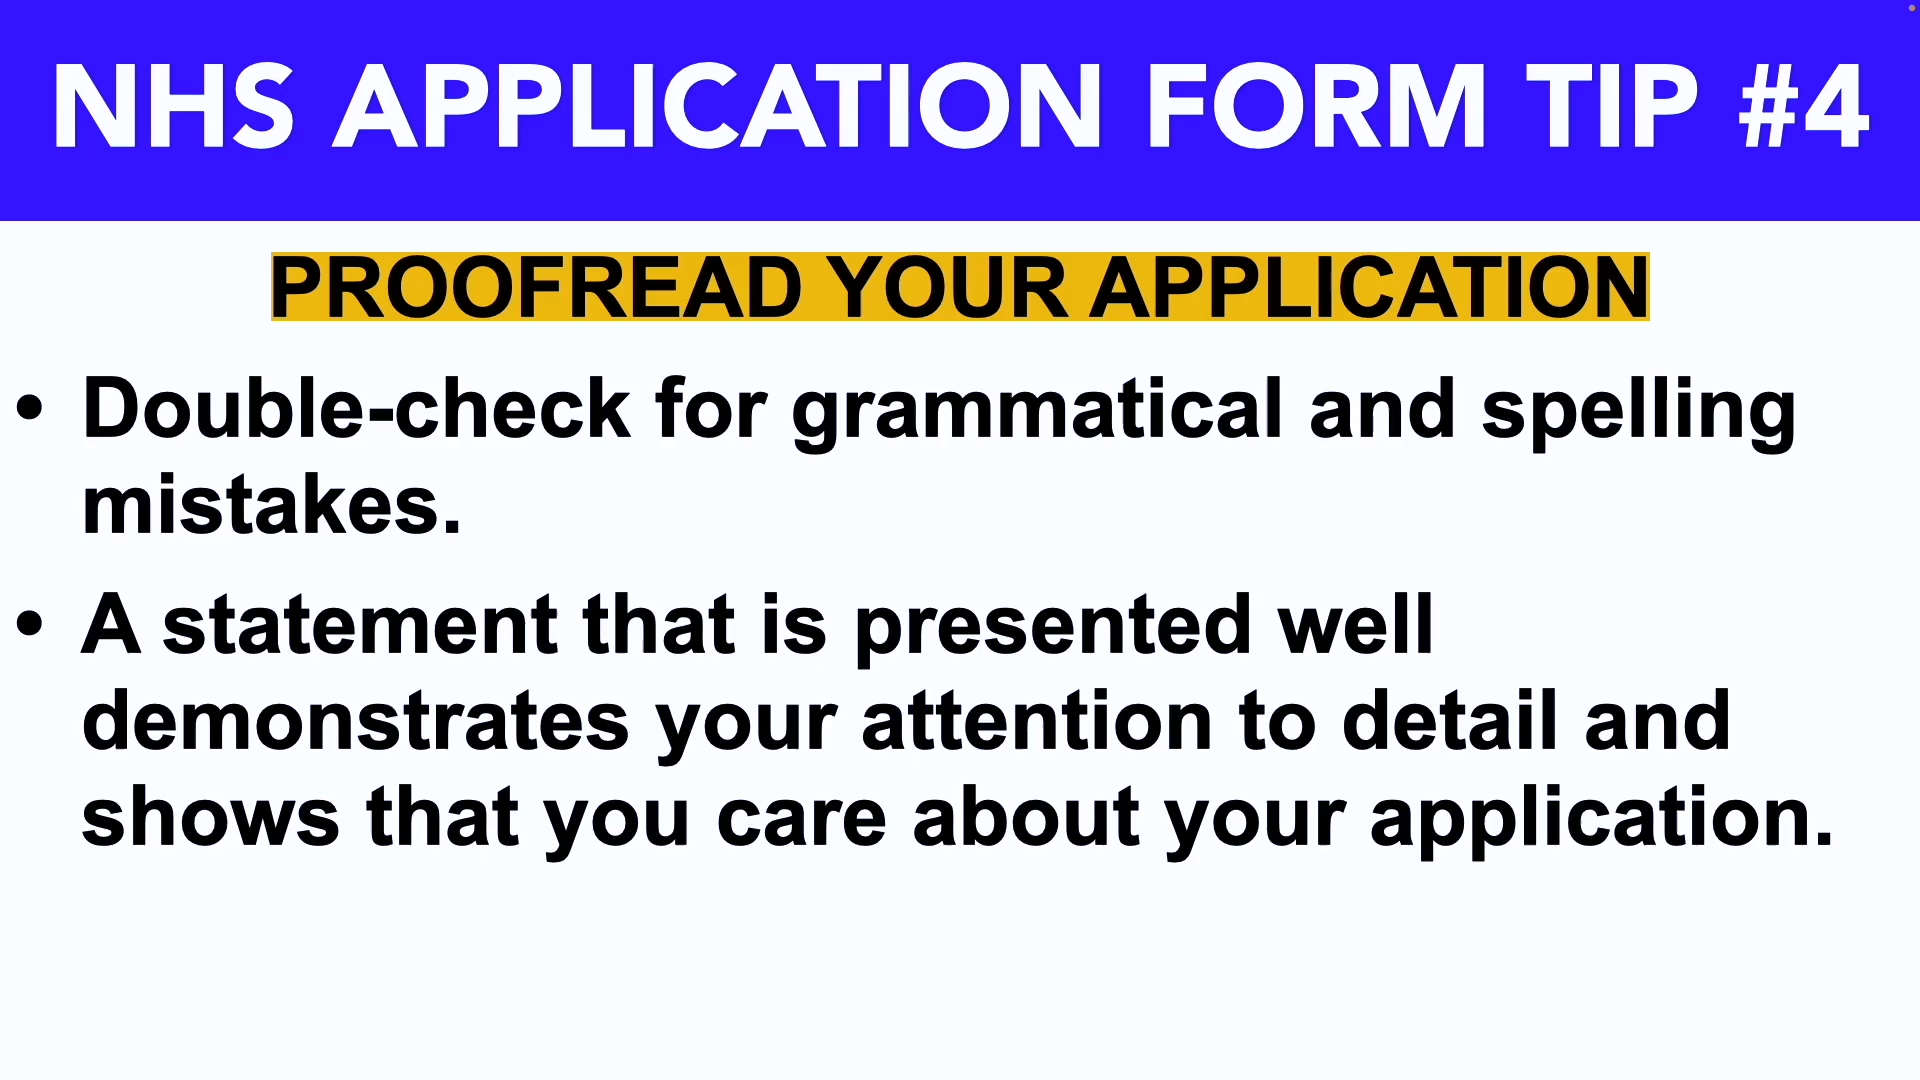 NHS APPLICATION FORM TIP #4
PROOFREAD YOUR APPLICATION
• Double-check for grammatical and spelling
mistakes.
• A statement that is presented well
demonstrates your attention to detail and
shows that you care about your application.